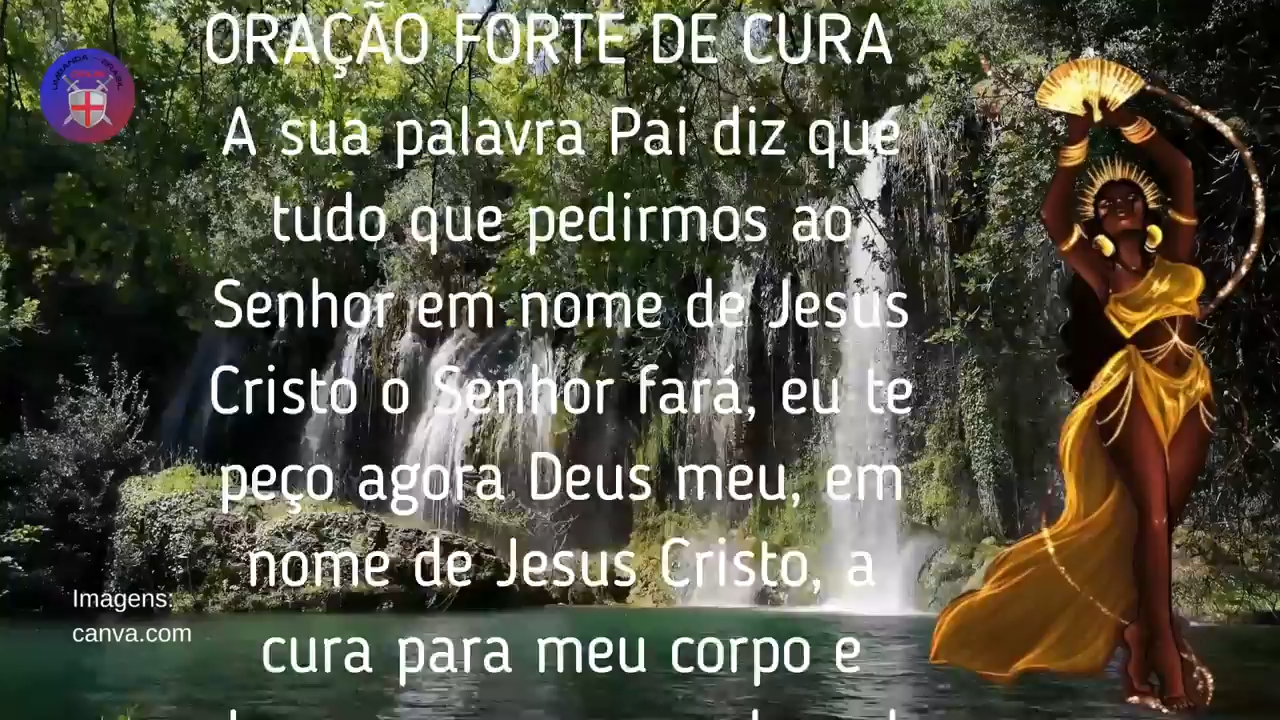 ORAÇÃO FORTE DE CURA
A sua palavra Pai diz que
tudo que pedirmos ao
Senhor em nome de Jesus
Cristo o Senhor fará, eu te
peço agora Deus meu, em
nome de Jesus Cristo, a
cura para meu corpo e
UMBANDA BRASIL
Imagens:
canva.com